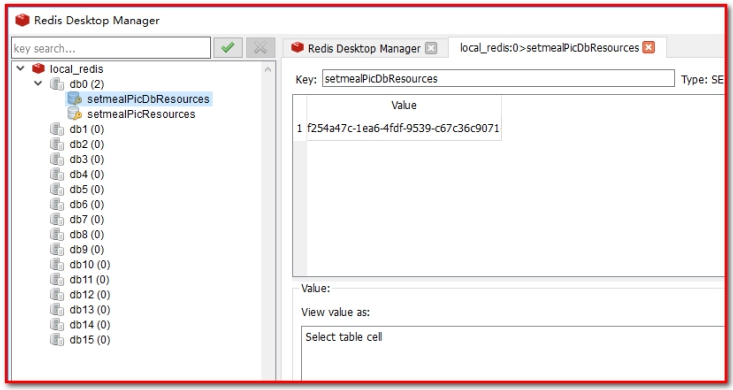 Redis Desktop Manager
key search...
local_redis
db0 (2)
setmealPicDbResources
setmealPicResources
db1 (0)
db2 (0)
db3 (0)
db4 (0)
db5 (0)
db6 (0)
db7 (0)
db8 (0)
db9 (0)
db10 (0)
db11 (0)
db12 (0)
db13 (0)
db14 (0)
db15 (0)
Redis Desktop Manager
local_redis:0>setmealPicDbResources
Key: setmealPicDbResources Type: SE
Value
1 f254a47c-1ea6-4fdf-9539-c67c36c9071
Value:
View value as:
Select table cell